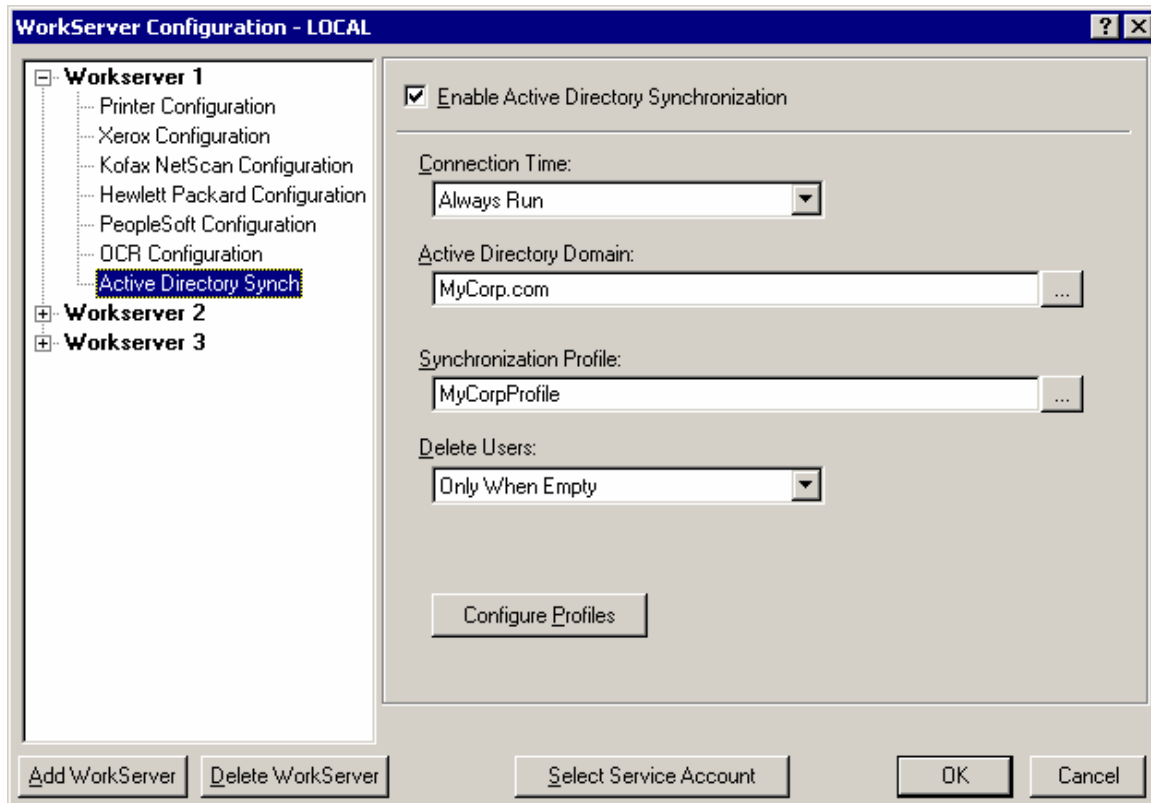 WorkServer Configuration - LOCAL
Workserver 1
Printer Configuration
Xerox Configuration
Kofax NetScan Configuration
Hewlett Packard Configuration
PeopleSoft Configuration
OCR Configuration
Active Directory Synch
Workserver 2
Workserver 3
Enable Active Directory Synchronization
Connection Time:
Always Run
Active Directory Domain:
MyCorp.com
...
Synchronization Profile:
MyCorpProfile
...
Delete Users:
Only When Empty
Configure Profiles
Add WorkServer
Delete WorkServer
Select Service Account
OK
Cancel